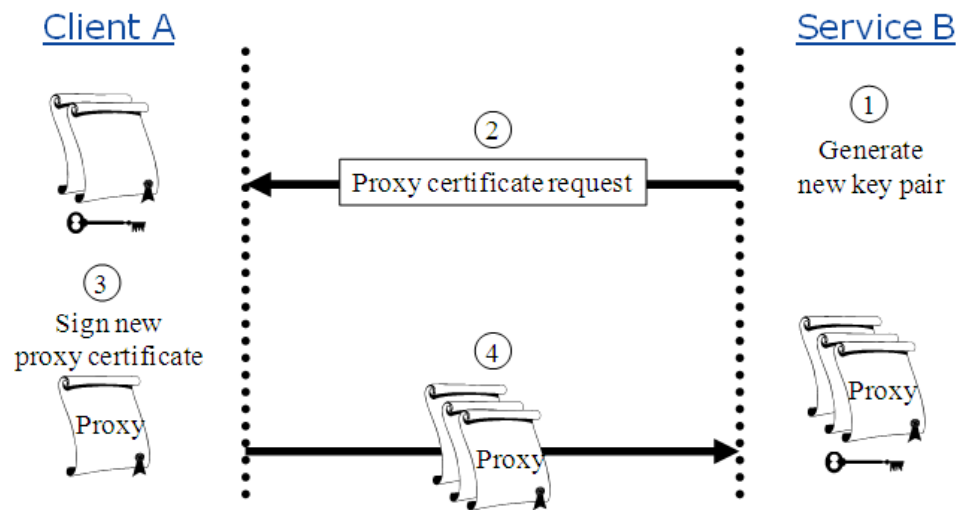 Client A
Service B
1
Generate
new key pair
2
Proxy certificate request
3
Sign new
proxy certificate
Proxy
4
Proxy
Proxy